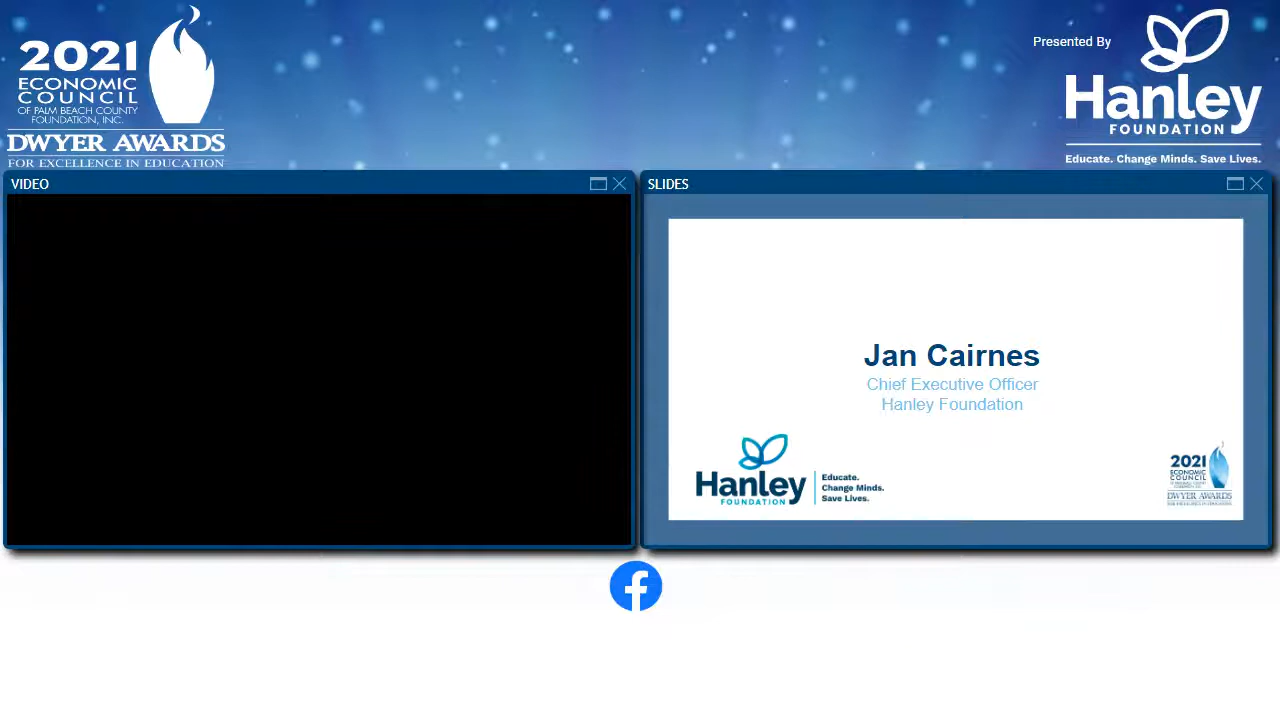 2021
ECONOMIC
COUNCIL
OF PALM BEACH COUNTY
FOUNDATION, INC.
DWYER AWARDS
FOR EXCELLENCE IN EDUCATION
Presented By
Hanley
FOUNDATION
Educate. Change Minds. Save Lives.
VIDEO
SLIDES
Jan Cairnes
Chief Executive Officer
Hanley Foundation
Hanley
FOUNDATION
Educate.
Change Minds.
Save Lives.
2021
ECONOMIC
COUNCIL
DWYER AWARDS